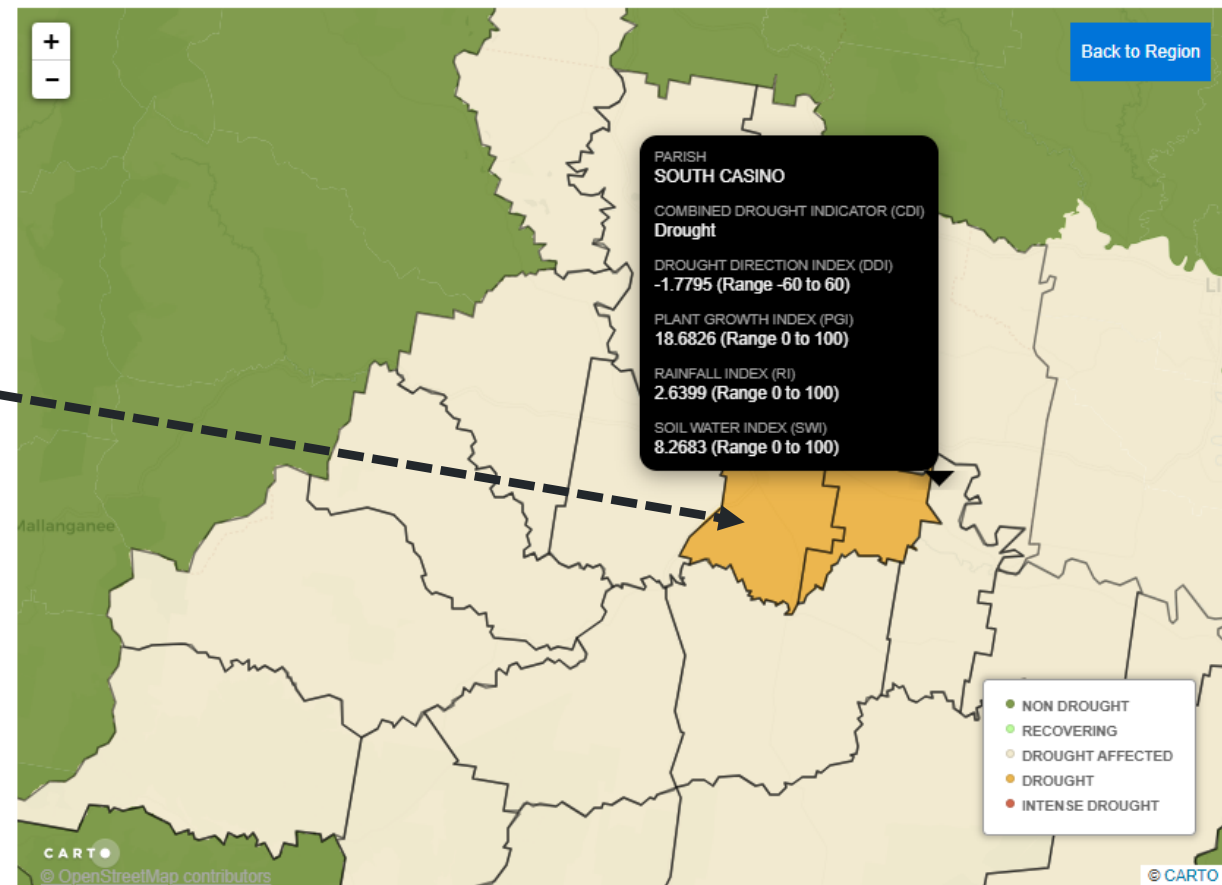 +
−
Back to Region
PARISH
SOUTH CASINO
COMBINED DROUGHT INDICATOR (CDI)
Drought
DROUGHT DIRECTION INDEX (DDI)
-1.7795 (Range -60 to 60)
PLANT GROWTH INDEX (PGI)
18.6826 (Range 0 to 100)
RAINFALL INDEX (RI)
2.6399 (Range 0 to 100)
SOIL WATER INDEX (SWI)
8.2683 (Range 0 to 100)
Mallanganee
NON DROUGHT
RECOVERING
DROUGHT AFFECTED
DROUGHT
INTENSE DROUGHT
CARTO
© OpenStreetMap contributors
© CARTO